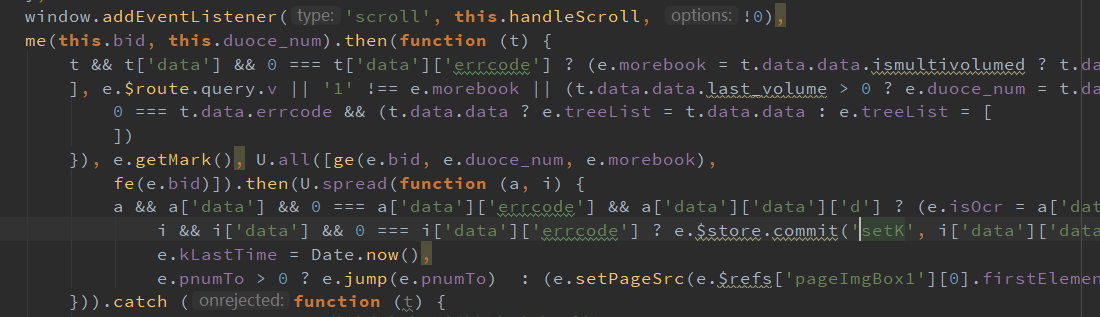 window.addEventListener( type: 'scroll', this.handleScroll, options: !0),
me(this.bid, this.duoce_num).then(function (t) {
t && t['data'] && 0 === t['data']['errcode'] ? (e.morebook = t.data.data.ismultivolumed ? t.da
], e.$route.query.v || '1' !== e.morebook || (t.data.data.last_volume > 0 ? e.duoce_num = t.da
0 === t.data.errcode && (t.data.data ? e.treeList = t.data.data : e.treeList = [
])
}), e.getMark(), U.all([ge(e.bid, e.duoce_num, e.morebook),
fe(e.bid)]).then(U.spread(function (a, i) {
a && a['data'] && 0 === a['data']['errcode'] && a['data']['data']['d'] ? (e.isOcr = a['dat
i && i['data'] && 0 === i['data']['errcode'] ? e.$store.commit('setK', i['data']['data
e.kLastTime = Date.now(),
e.pnumTo > 0 ? e.jump(e.pnumTo) : (e.setPageSrc(e.$refs['pageImgBox1'][0].firstElemen
})).catch ( onrejected: function (t) {